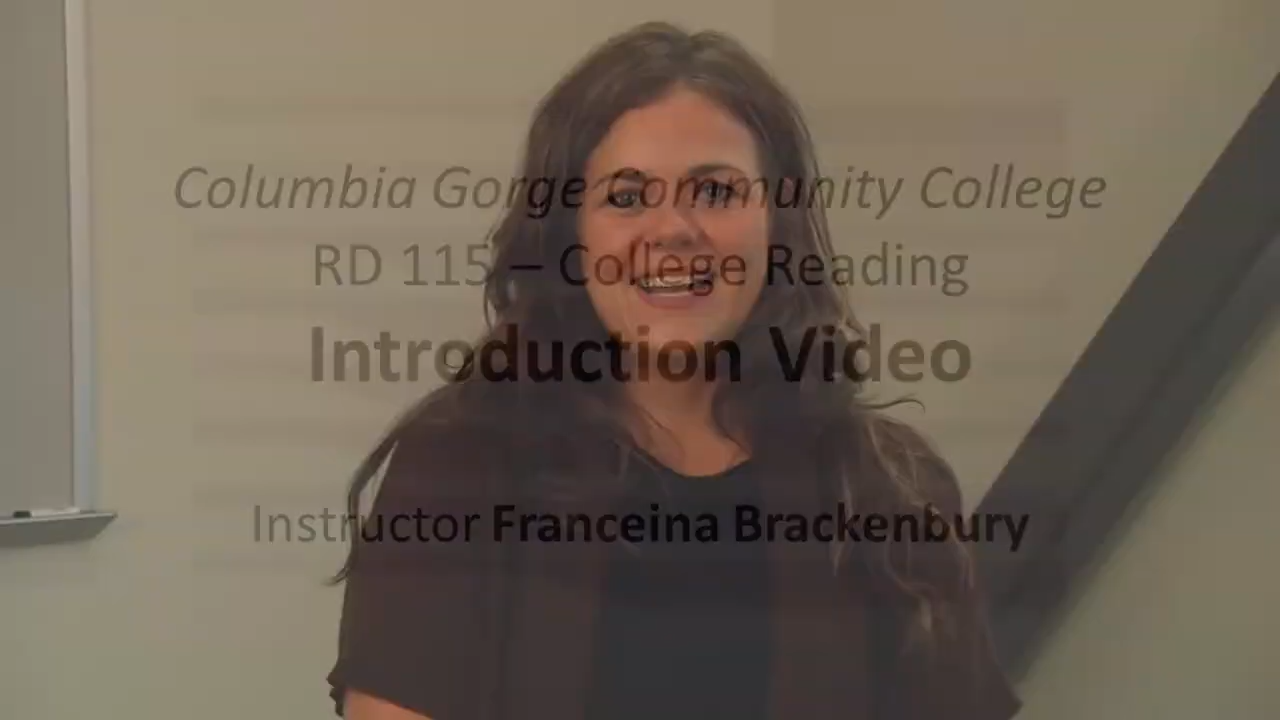 Columbia Gorge Community College
RD 115 – College Reading
Introduction Video
Instructor Franceina Brackenbury